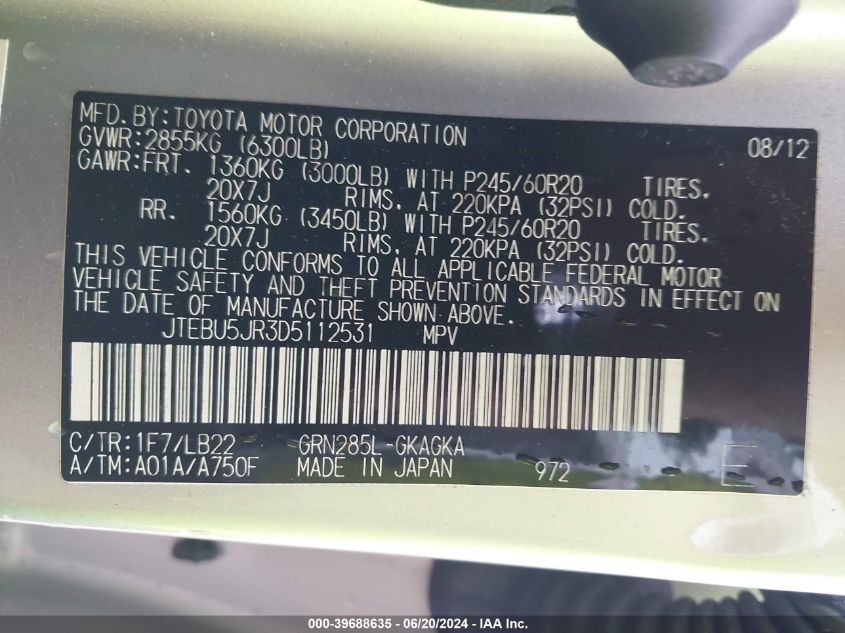 MFD. BY: TOYOTA MOTOR CORPORATION 08/12
GVWR: 2855KG (6300LB)
GAWR: FRT. 1360KG (3000LB) WITH P245/60R20 TIRES.
20X7J RIMS, AT 220KPA (32PSI) COLD.
RR. 1560KG (3450LB) WITH P245/60R20 TIRES.
20X7J RIMS, AT 220KPA (32PSI) COLD.
THIS VEHICLE CONFORMS TO ALL APPLICABLE FEDERAL MOTOR
VEHICLE SAFETY AND THEFT PREVENTION STANDARDS IN EFFECT ON
THE DATE OF MANUFACTURE SHOWN ABOVE.
JTEBU5JR3D5112531 MPV
C/TR: 1F7/LB22 GRN285L-GKAGKA
A/TM: A01A/A750F MADE IN JAPAN 972 E
000-39688635 - 06/20/2024 - IAA Inc.